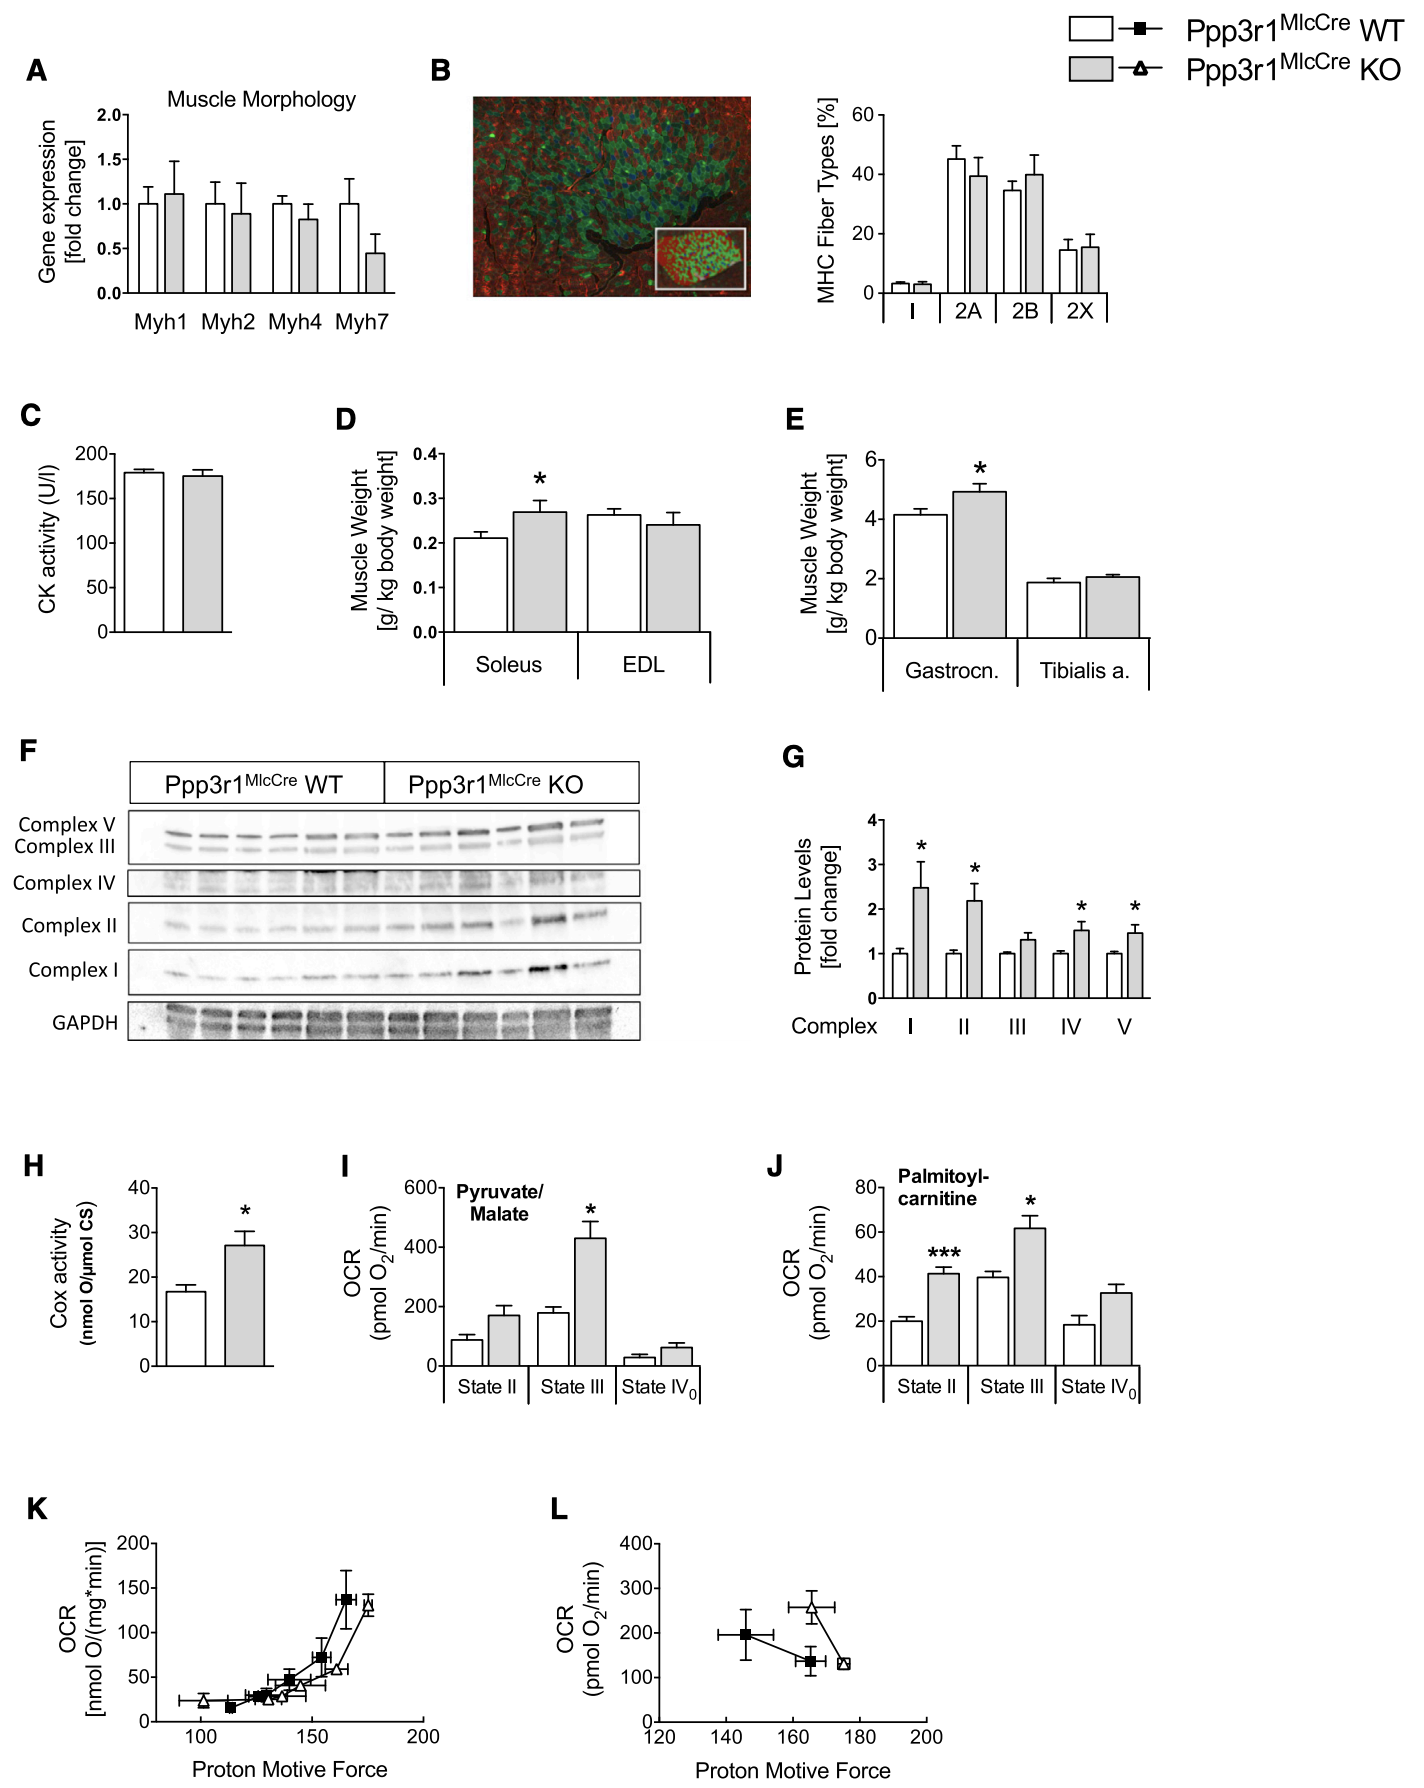 Ppp3r1MlcCre WT
Ppp3r1MlcCre KO
A
Muscle Morphology
Gene expression
[fold change]
2.0
1.5
1.0
0.5
0.0
Myh1 Myh2 Myh4 Myh7
B
MHC Fiber Types [%]
60
40
20
0
I 2A 2B 2X
C
CK activity (U/l)
200
150
100
50
0
D
Muscle Weight
[g/ kg body weight]
0.4
0.3
0.2
0.1
0.0
*
Soleus EDL
E
Muscle Weight
[g/ kg body weight]
6
4
2
0
*
Gastrocn. Tibialis a.
F
Ppp3r1MlcCre WT Ppp3r1MlcCre KO
Complex V
Complex III
Complex IV
Complex II
Complex I
GAPDH
G
Protein Levels
[fold change]
4
3
2
1
0
* * * *
Complex I II III IV V
H
Cox activity
(nmol O/µmol CS)
40
30
20
10
0
*
I
OCR
(pmol O2/min)
600
400
200
0
Pyruvate/
Malate
*
State II State III State IV0
J
OCR
(pmol O2/min)
80
60
40
20
0
Palmitoyl-
carnitine
*** *
State II State III State IV0
K
OCR
[nmol O/(mg*min)]
200
150
100
50
0
100 150 200
Proton Motive Force
L
OCR
(pmol O2/min)
400
300
200
100
0
120 140 160 180 200
Proton Motive Force